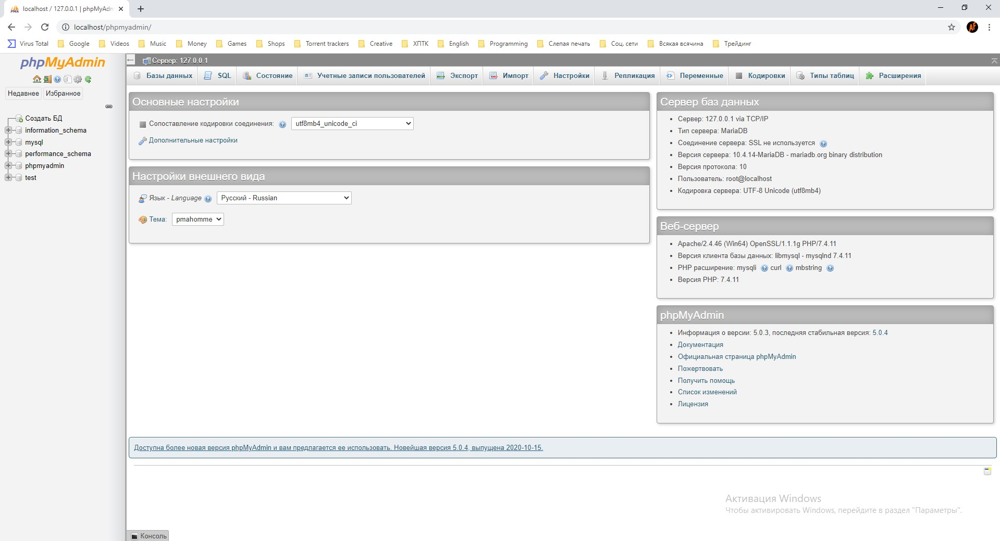 localhost / 127.0.0.1 | phpMyAdm
localhost/phpmyadmin/
Virus Total
Google
Videos
Music
Money
Games
Shops
Torrent trackers
Creative
ХПТК
English
Programming
Слепая печать
Соц. сети
Всякая всячина
Трейдинг
phpMyAdmin
Недавнее
Избранное
Создать БД
information_schema
mysql
performance_schema
phpmyadmin
test
Сервер: 127.0.0.1
Базы данных
SQL
Состояние
Учетные записи пользователей
Экспорт
Импорт
Настройки
Репликация
Переменные
Кодировки
Типы таблиц
Расширения
Основные настройки
Сопоставление кодировки соединения:
utf8mb4_unicode_ci
Дополнительные настройки
Настройки внешнего вида
Язык - Language
Русский - Russian
Тема:
pmahomme
Сервер баз данных
Сервер: 127.0.0.1 via TCP/IP
Тип сервера: MariaDB
Соединение сервера: SSL не используется
Версия сервера: 10.4.14-MariaDB - mariadb.org binary distribution
Версия протокола: 10
Пользователь: root@localhost
Кодировка сервера: UTF-8 Unicode (utf8mb4)
Веб-сервер
Apache/2.4.46 (Win64) OpenSSL/1.1.1g PHP/7.4.11
Версия клиента базы данных: libmysql - mysqlnd 7.4.11
PHP расширение: mysqli curl mbstring
Версия PHP: 7.4.11
phpMyAdmin
Информация о версии: 5.0.3, последняя стабильная версия: 5.0.4
Документация
Официальная страница phpMyAdmin
Пожертвовать
Получить помощь
Список изменений
Лицензия
Доступна более новая версия phpMyAdmin и вам предлагается ее использовать. Новейшая версия 5.0.4, выпущена 2020-10-15.
Активация Windows
Чтобы активировать Windows, перейдите в раздел "Параметры".
Консоль